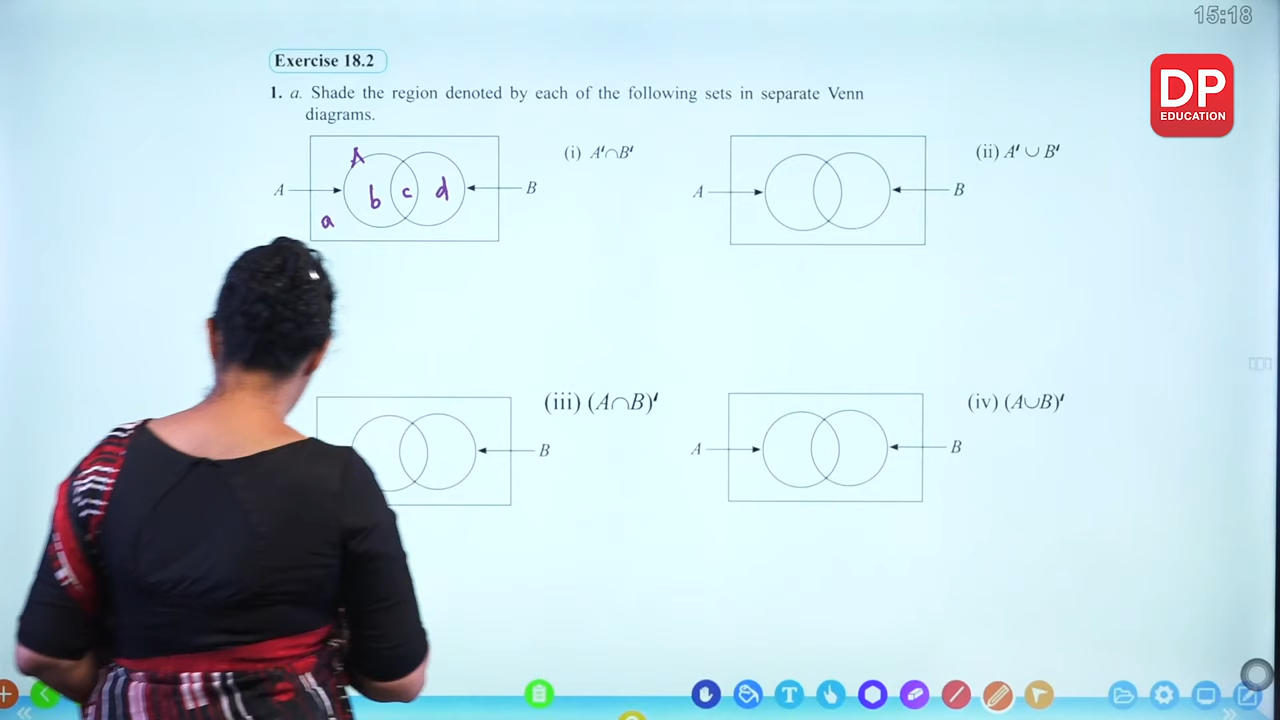 15:18
Exercise 18.2
DP
EDUCATION
1. a. Shade the region denoted by each of the following sets in separate Venn
diagrams.
A
b
c
d
a
A
B
(i) A′∩B′
A
B
(ii) A′ ∪ B′
B
(iii) (A∩B)′
A
B
(iv) (A∪B)′
T